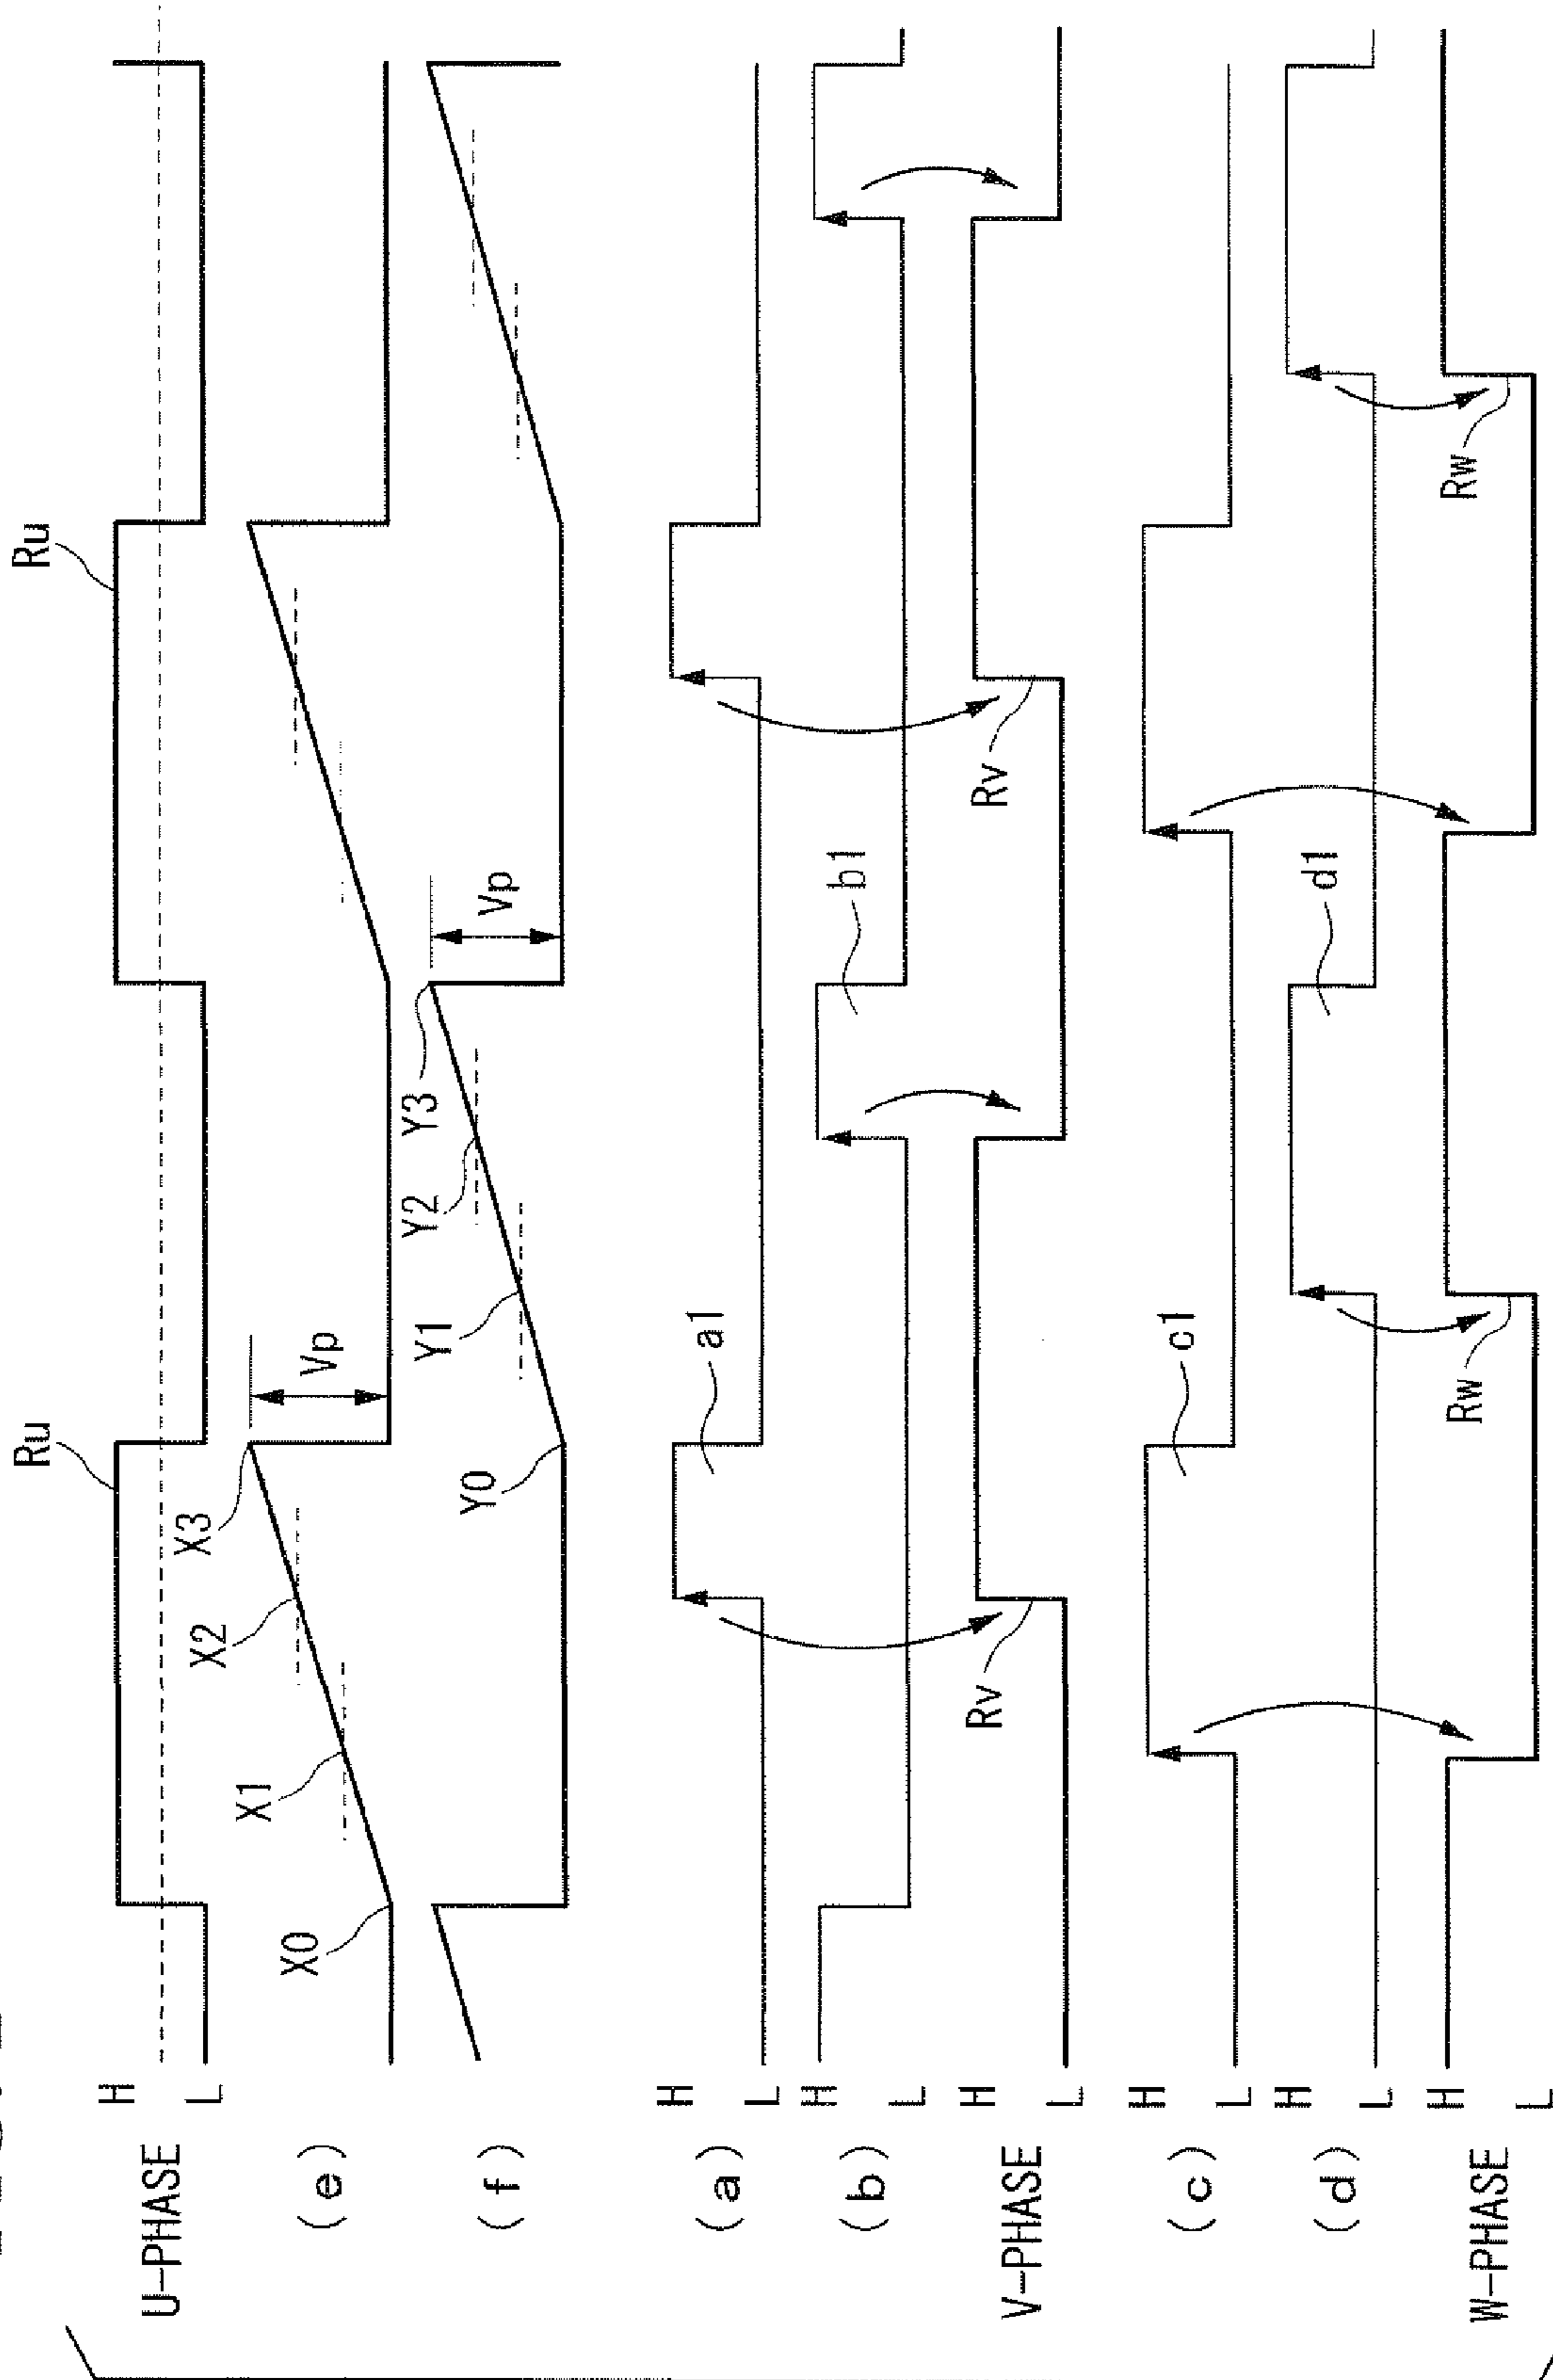 U-PHASE H L Ru Ru
(e) X0 X1 X2 X3 Vp
(f) Y0 Y1 Y2 Y3 Vp
(a) H L a1
(b) H L b1
V-PHASE H L Rv Rv
(c) H L c1
(d) H L d1
W-PHASE H L Rw Rw